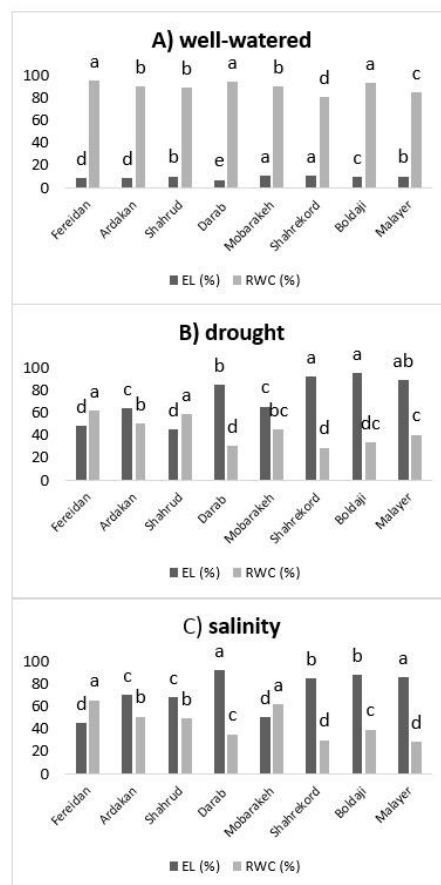 A) well-watered
a b b a b d a c
100
80
60
40
20
0
d d b e a a c b
Fereidan Ardakan Shahrud Darab Mobarakeh Shahrekord Boldaji Malayer
EL (%) RWC (%)
B) drought
100
80
60
40
20
0
d a c b d a b d c bc a d a dc ab c
Fereidan Ardakan Shahrud Darab Mobarakeh Shahrekord Boldaji Malayer
EL (%) RWC (%)
C) salinity
100
80
60
40
20
0
d a c b c b a c d a b d b c a d
Fereidan Ardakan Shahrud Darab Mobarakeh Shahrekord Boldaji Malayer
EL (%) RWC (%)